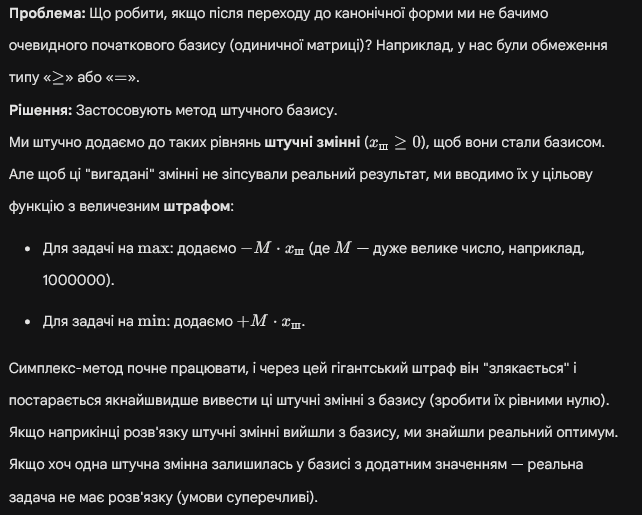 Проблема: Що робити, якщо після переходу до канонічної форми ми не бачимо
очевидного початкового базису (одиничної матриці)? Наприклад, у нас були обмеження
типу «≥» або «=».
Рішення: Застосовують метод штучного базису.
Ми штучно додаємо до таких рівнянь штучні змінні (xш ≥ 0), щоб вони стали базисом.
Але щоб ці "вигадані" змінні не зіпсували реальний результат, ми вводимо їх у цільову
функцію з величезним штрафом:
• Для задачі на max: додаємо −M · xш (де M — дуже велике число, наприклад,
1000000).
• Для задачі на min: додаємо +M · xш.
Симплекс-метод почне працювати, і через цей гігантський штраф він "злякається" і
постарається якнайшвидше вивести ці штучні змінні з базису (зробити їх рівними нулю).
Якщо наприкінці розв'язку штучні змінні вийшли з базису, ми знайшли реальний оптимум.
Якщо хоч одна штучна змінна залишилась у базисі з додатним значенням — реальна
задача не має розв'язку (умови суперечливі).